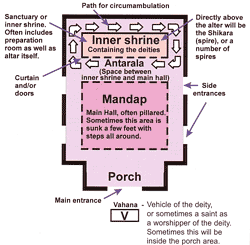 Path for circumambulation
Sanctuary or
inner shrine.
Often includes
preparation
room as well as
altar itself.
Directly above
the alter will be
the Shikara
(spire), or a
number of
spires
Inner shrine
Containing the deities
Curtain
and/or
doors
Antarala
(Space between
inner shrine and main hall)
Side
entrances
Mandap
Main Hall, often pillared.
Sometimes this area is
sunk a few feet with
steps all around.
Porch
Main entrance
Vahana
V
- Vehicle of the deity,
or sometimes a saint as
a worshipper of the deity.
Sometimes this will be
inside the porch area.